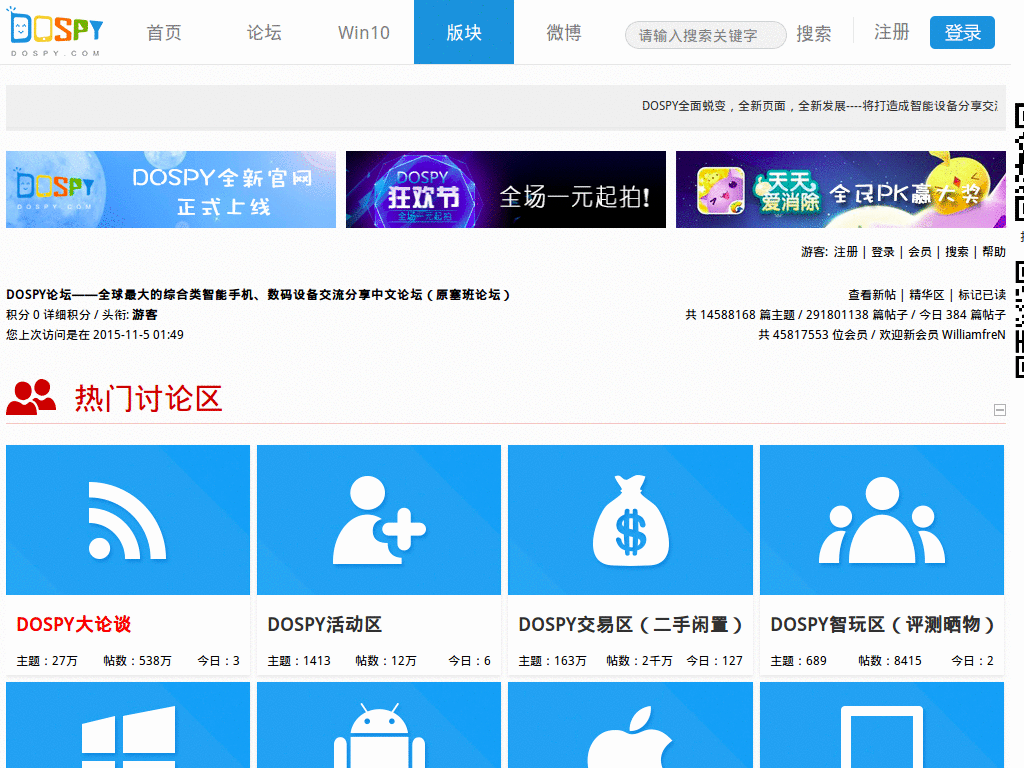 DOSPY
DOSPY.COM
首页 论坛 Win10 版块 微博 请输入搜索关键字 搜索 注册 登录
DOSPY全面蜕变，全新页面，全新发展----将打造成智能设备分享交
DOSPY
DOSPY.COM
DOSPY全新官网
正式上线
DOSPY
狂欢节
全场一元起拍
全场一元起拍!
天天
爱消除
全民PK赢大奖
游客: 注册 | 登录 | 会员 | 搜索 | 帮助
DOSPY论坛——全球最大的综合类智能手机、数码设备交流分享中文论坛（原塞班论坛）
查看新帖 | 精华区 | 标记已读
积分 0 详细积分 / 头衔: 游客
共 14588168 篇主题 / 291801138 篇帖子 / 今日 384 篇帖子
您上次访问是在 2015-11-5 01:49
共 45817553 位会员 / 欢迎新会员 WilliamfreN
热门讨论区
DOSPY大论谈
主题：27万 帖数：538万 今日：3
DOSPY活动区
主题：1413 帖数：12万 今日：6
DOSPY交易区（二手闲置）
主题：163万 帖数：2千万 今日：127
DOSPY智玩区（评测晒物）
主题：689 帖数：8415 今日：2